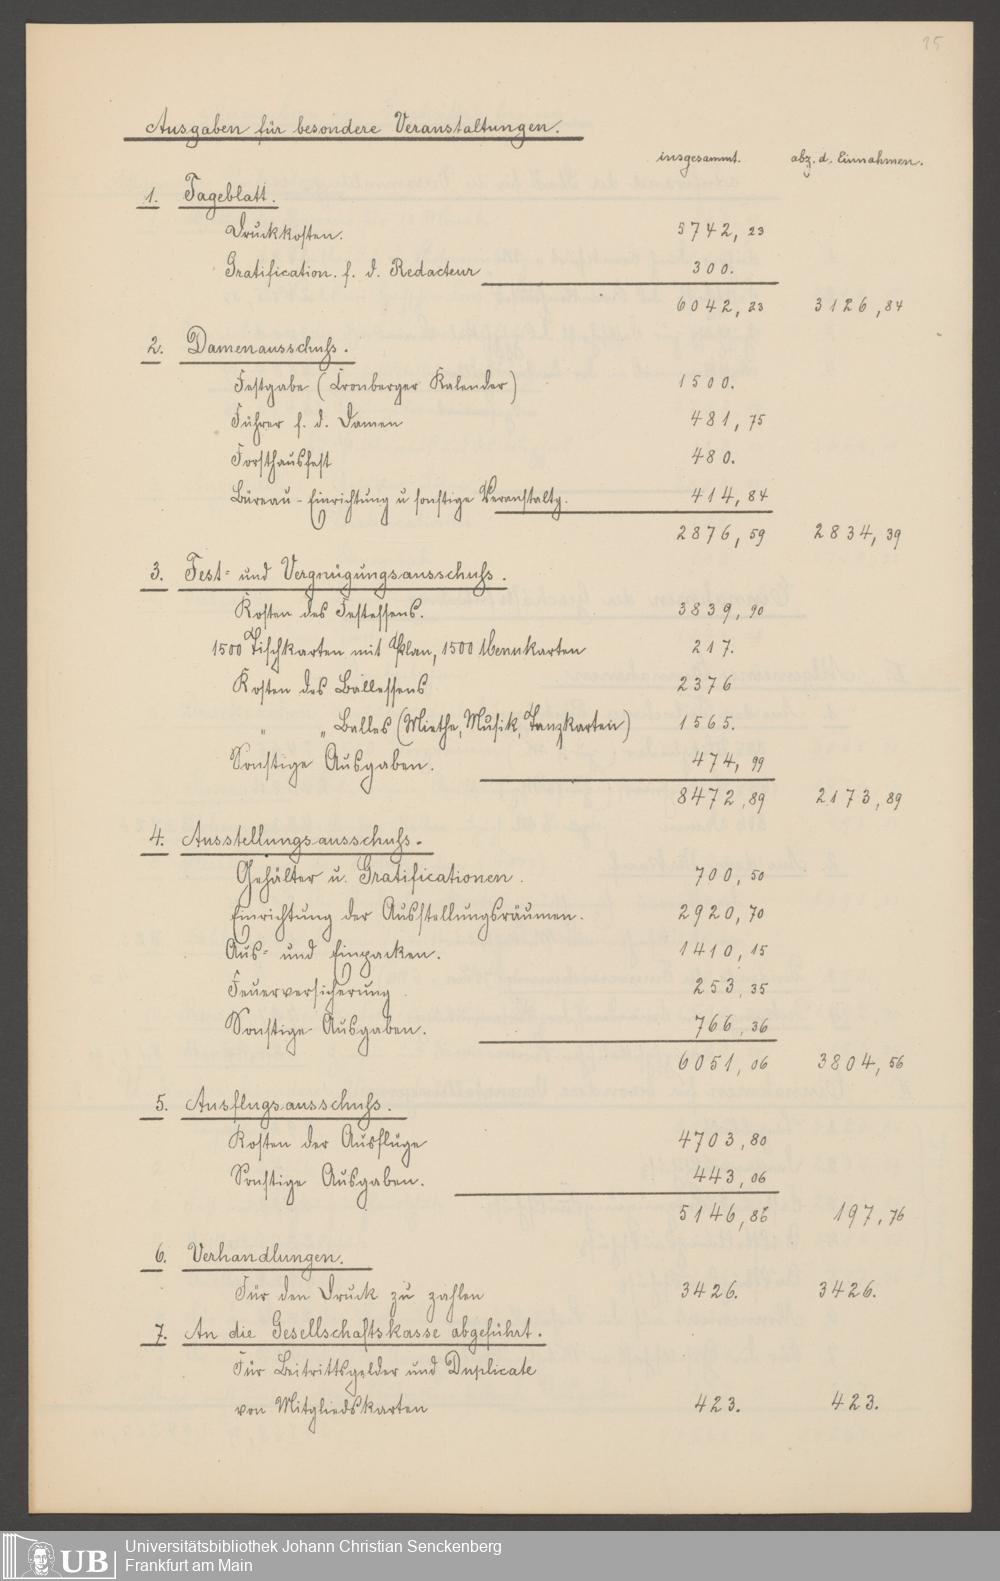 15
Ausgaben für besondere Veranstaltungen.
insgesammt. abz. d. Einnahmen.
1. Tageblatt.
Druckkosten. 5742, 23
Gratification. f. d. Redacteur 300.
6042, 23 3126, 84
2. Damenausschuss.
Festgabe (Cronberger Kalender) 1500.
Führer f. d. Damen 481, 75
Forsthausfest 480.
Büreau-Einrichtung u sonstige Veranstaltg. 414, 84
2876, 59 2834, 39
3. Fest- und Vergnügungsausschuss.
Kosten des Festessens. 3839, 90
1500 Tischkarten mit Plan, 1500 Menukarten 217.
Kosten des Ballessens 2376
" " Balles (Miethe, Musik, Tanzkarten) 1565.
Sonstige Ausgaben. 474, 99
8472, 89 2173, 89
4. Ausstellungsausschuss.
Gehälter u. Gratificationen. 700, 50
Einrichtung der Ausstellungsräumen. 2920, 70
Aus- und Einpacken. 1410, 15
Feuerversicherung 253, 35
Sonstige Ausgaben. 766, 36
6051, 06 3804, 56
5. Ausflugsausschuss.
Kosten der Ausflüge 4703, 80
Sonstige Ausgaben. 443, 06
5146, 86 197, 76
6. Verhandlungen.
Für den Druck zu zahlen 3426. 3426.
7. An die Gesellschaftskasse abgeführt.
Für Beitrittsgelder und Duplicate
von Mitgliedskarten 423. 423.
UB Universitätsbibliothek Johann Christian Senckenberg
Frankfurt am Main